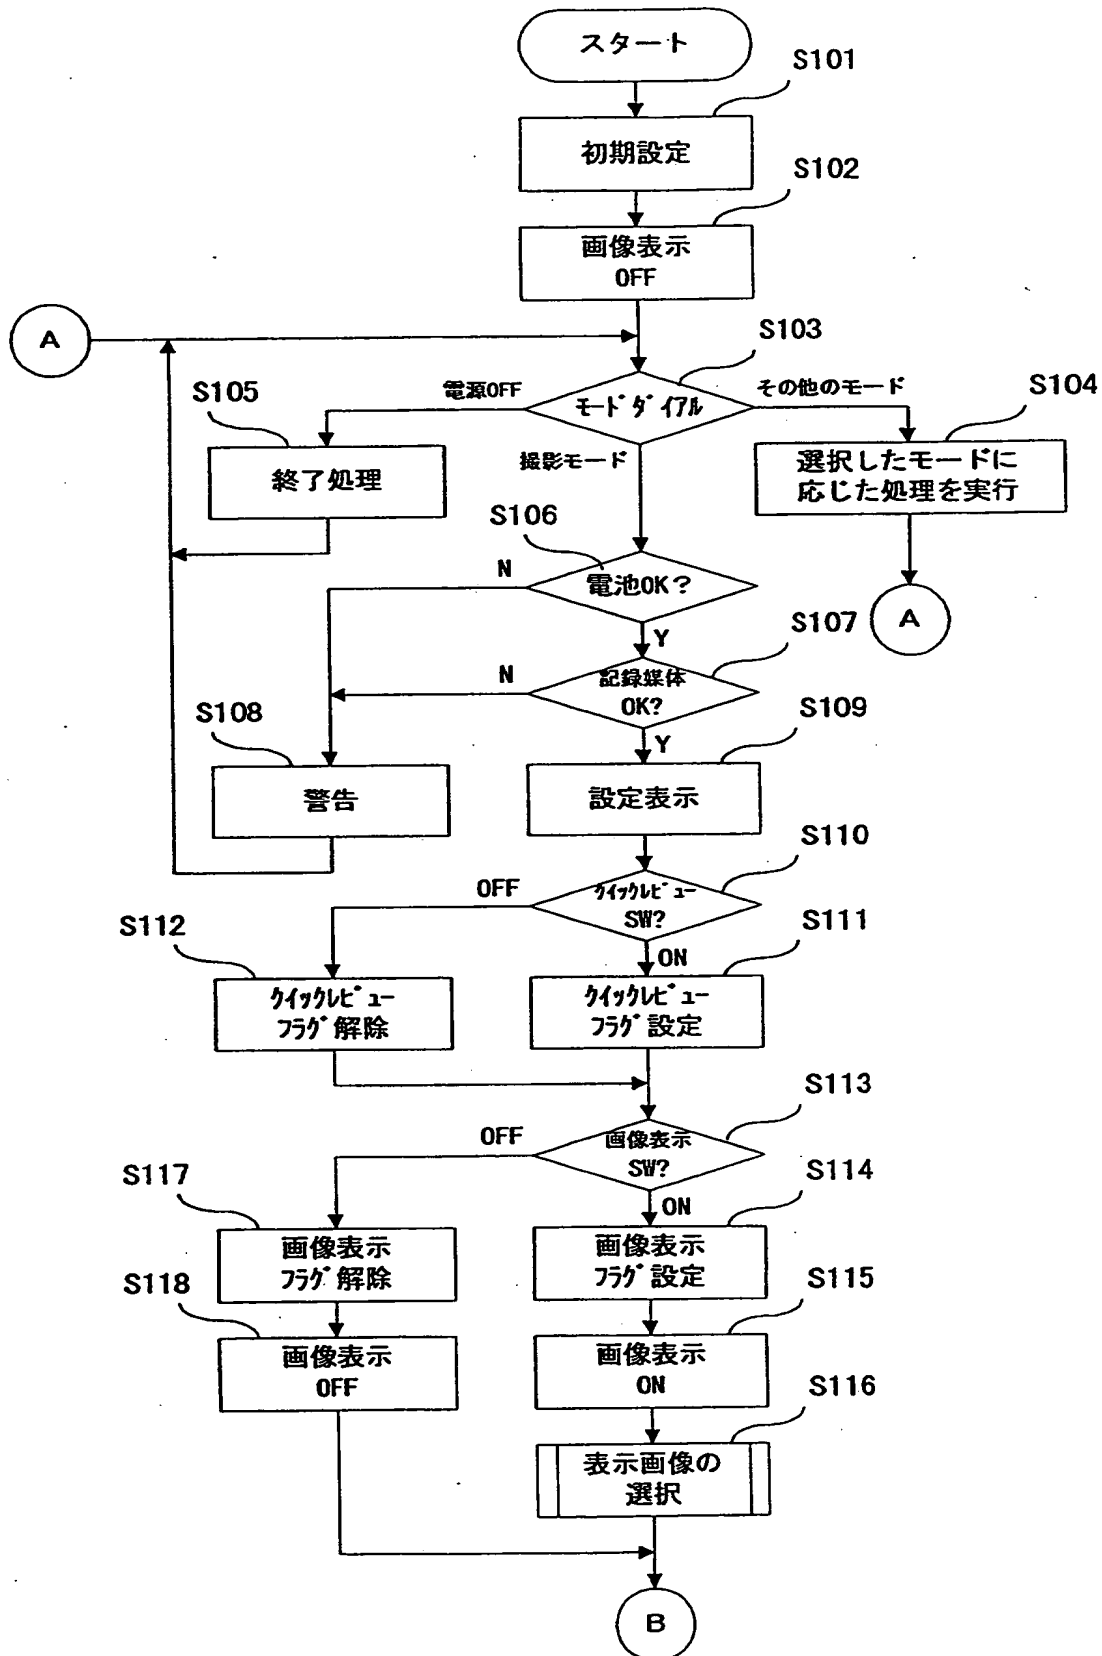 スタート
S101
初期設定
S102
画像表示
OFF
A
S103
モードダイアル
電源OFF
その他のモード
撮影モード
S105
終了処理
S104
選択したモードに
応じた処理を実行
A
S106
電池OK?
N
Y
S107
記録媒体
OK?
N
Y
S108
警告
S109
設定表示
S110
クイックレビュー
SW?
OFF
ON
S112
クイックレビュー
フラグ解除
S111
クイックレビュー
フラグ設定
S113
画像表示
SW?
OFF
ON
S117
画像表示
フラグ解除
S114
画像表示
フラグ設定
S118
画像表示
OFF
S115
画像表示
ON
S116
表示画像の
選択
B